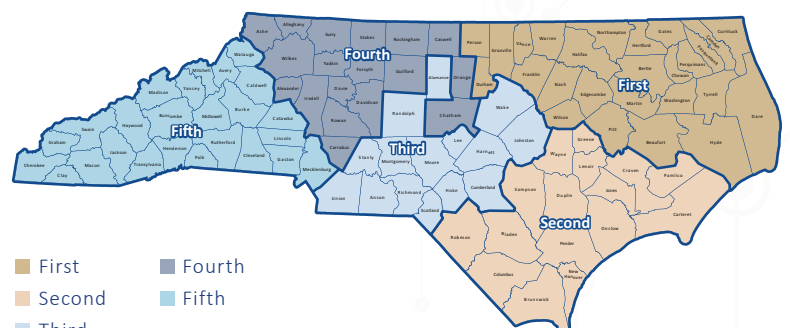 Alleghany
Ashe
Surry
Stokes
Rockingham
Caswell
Person
Granville
Vance
Warren
Northampton
Gates
Currituck
Camden
Pasquotank
Hertford
Halifax
Perquimans
Chowan
Bertie
Watauga
Wilkes
Yadkin
Forsyth
Fourth
Guilford
Alamance
Orange
Durham
Franklin
Nash
Edgecombe
First
Martin
Washington
Tyrrell
Dare
Mitchell
Avery
Caldwell
Alexander
Iredell
Davie
Davidson
Randolph
Chatham
Wake
Wilson
Pitt
Beaufort
Hyde
Madison
Yancey
Buncombe
McDowell
Burke
Catawba
Rowan
Haywood
Swain
Fifth
Graham
Jackson
Henderson
Rutherford
Lincoln
Cleveland
Gaston
Polk
Transylvania
Macon
Clay
Cherokee
Mecklenburg
Cabarrus
Stanly
Third
Montgomery
Moore
Lee
Harnett
Johnston
Wayne
Greene
Lenoir
Craven
Pamlico
Jones
Carteret
Union
Anson
Richmond
Scotland
Hoke
Cumberland
Sampson
Duplin
Second
Onslow
Pender
Robeson
Bladen
Columbus
New
Hanover
Brunswick
First
Fourth
Second
Fifth
Third